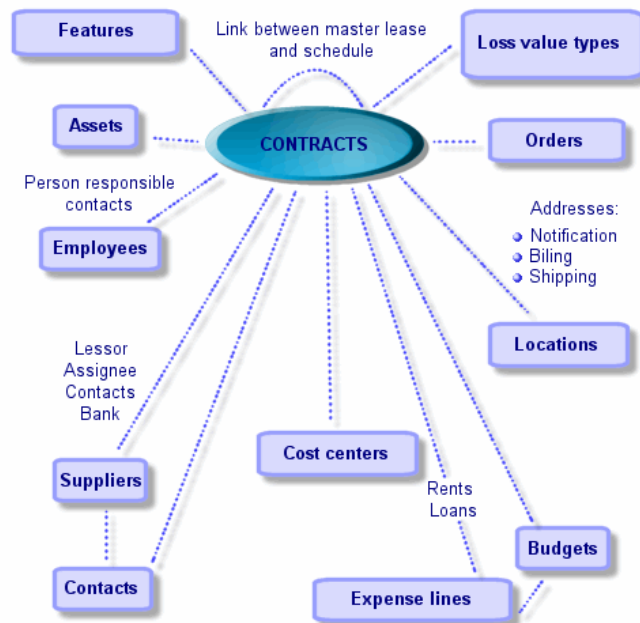 Features
Link between master lease
and schedule
Loss value types
Assets
CONTRACTS
Orders
Person responsible
contacts
Employees
Addresses:
Notification
Biling
Shipping
Locations
Lessor
Assignee
Contacts
Bank
Cost centers
Suppliers
Rents
Loans
Budgets
Contacts
Expense lines